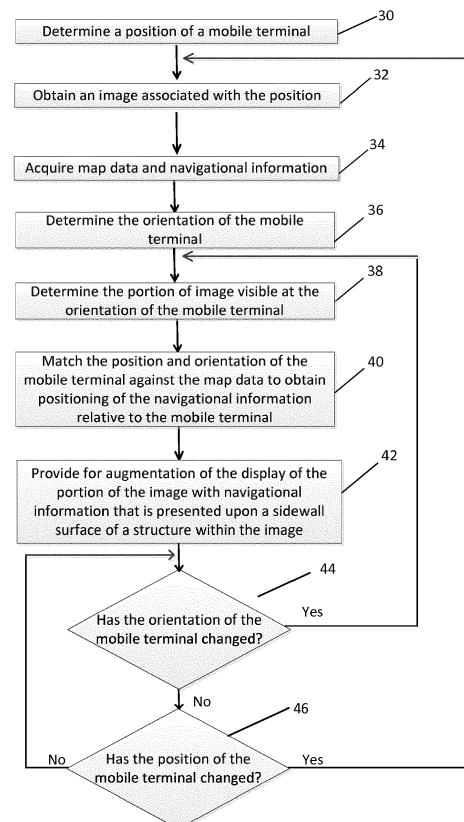 Determine a position of a mobile terminal
30
Obtain an image associated with the position
32
Acquire map data and navigational information
34
Determine the orientation of the mobile
terminal
36
Determine the portion of image visible at the
orientation of the mobile terminal
38
Match the position and orientation of the
mobile terminal against the map data to obtain
positioning of the navigational information
relative to the mobile terminal
40
Provide for augmentation of the display of the
portion of the image with navigational
information that is presented upon a sidewall
surface of a structure within the image
42
Has the orientation of the
mobile terminal changed?
44
Yes
No
Has the position of the
mobile terminal changed?
46
No
Yes